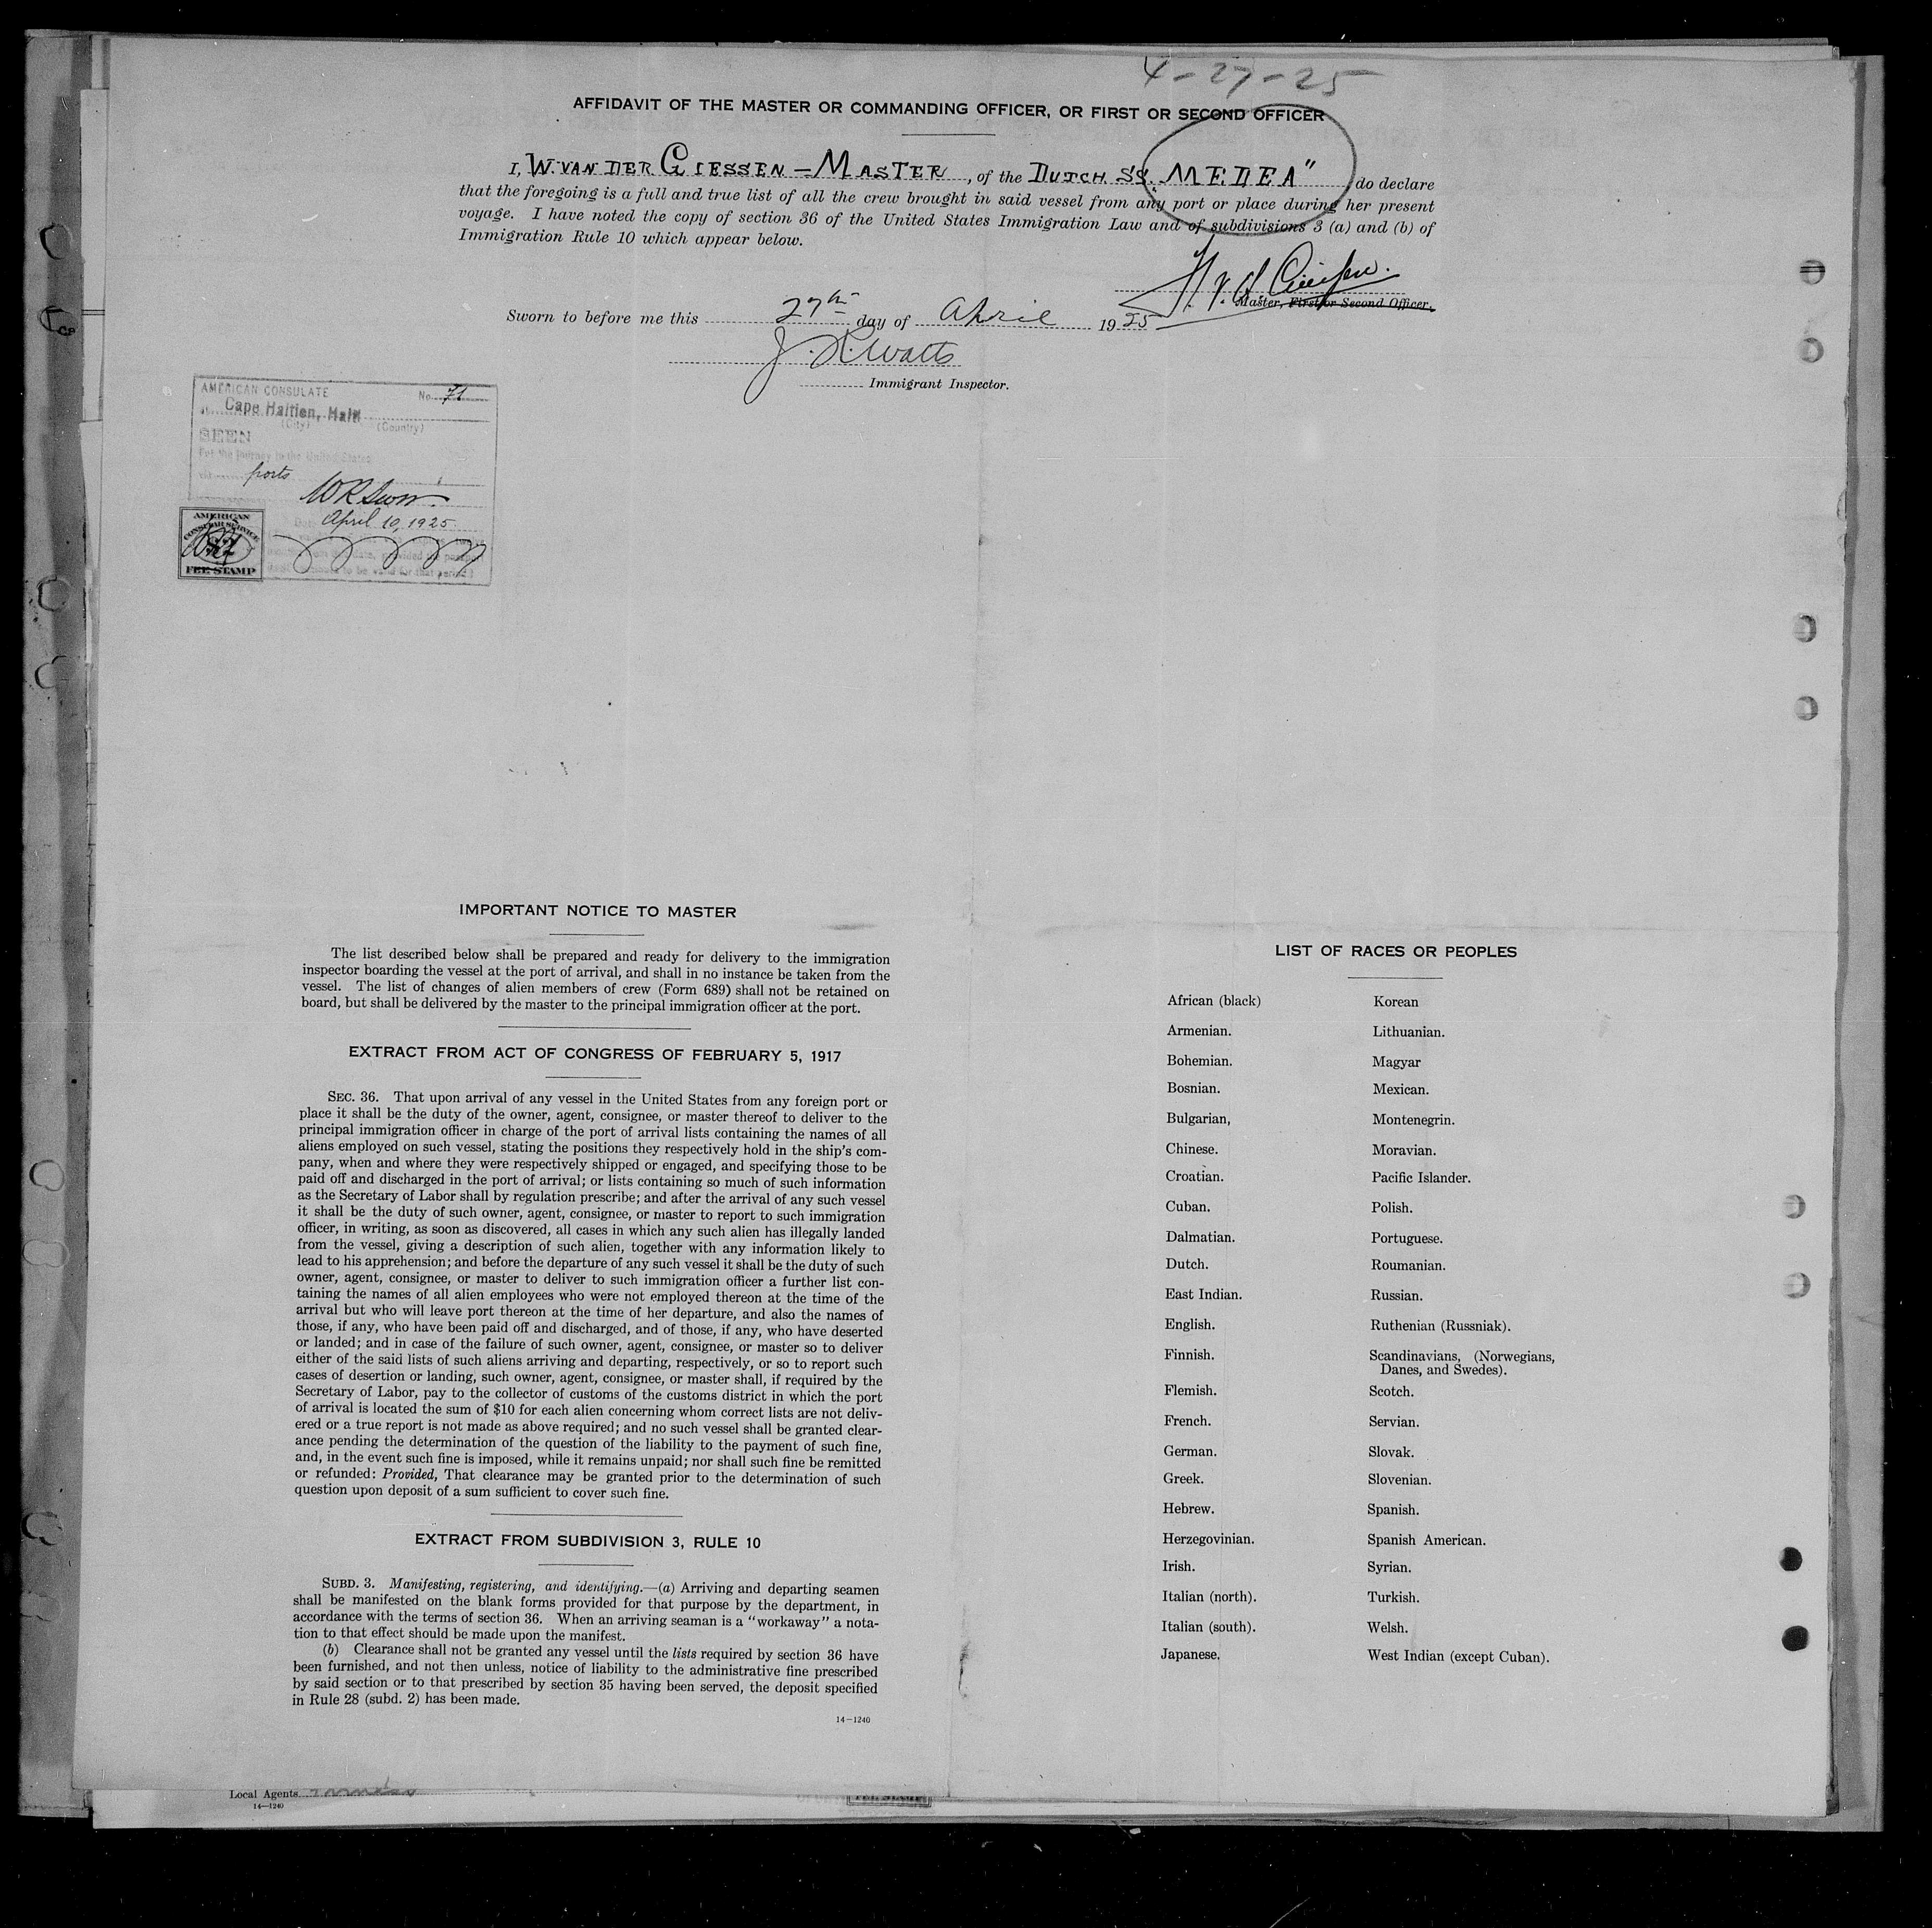 4-27-25
AFFIDAVIT OF THE MASTER OR COMMANDING OFFICER, OR FIRST OR SECOND OFFICER
I, W. VAN DER GIESSEN – MASTER, of the DUTCH. SS. MEDEA" do declare
that the foregoing is a full and true list of all the crew brought in said vessel from any port or place during her present
voyage. I have noted the copy of section 36 of the United States Immigration Law and of subdivisions 3 (a) and (b) of
Immigration Rule 10 which appear below.
Master, First or Second Officer.
Sworn to before me this 27th day of April 1925
J. R. Watts
Immigrant Inspector.
AMERICAN CONSULATE No. 71
Cape Haitien, Haiti
(City) (Country)
SEEN
For the journey to the United States
ports
April 10, 1925
AMERICAN
CONSULAR SERVICE
FEE STAMP
IMPORTANT NOTICE TO MASTER
The list described below shall be prepared and ready for delivery to the immigration
inspector boarding the vessel at the port of arrival, and shall in no instance be taken from the
vessel. The list of changes of alien members of crew (Form 689) shall not be retained on
board, but shall be delivered by the master to the principal immigration officer at the port.
EXTRACT FROM ACT OF CONGRESS OF FEBRUARY 5, 1917
SEC. 36. That upon arrival of any vessel in the United States from any foreign port or
place it shall be the duty of the owner, agent, consignee, or master thereof to deliver to the
principal immigration officer in charge of the port of arrival lists containing the names of all
aliens employed on such vessel, stating the positions they respectively hold in the ship's com-
pany, when and where they were respectively shipped or engaged, and specifying those to be
paid off and discharged in the port of arrival; or lists containing so much of such information
as the Secretary of Labor shall by regulation prescribe; and after the arrival of any such vessel
it shall be the duty of such owner, agent, consignee, or master to report to such immigration
officer, in writing, as soon as discovered, all cases in which any such alien has illegally landed
from the vessel, giving a description of such alien, together with any information likely to
lead to his apprehension; and before the departure of any such vessel it shall be the duty of such
owner, agent, consignee, or master to deliver to such immigration officer a further list con-
taining the names of all alien employees who were not employed thereon at the time of the
arrival but who will leave port thereon at the time of her departure, and also the names of
those, if any, who have been paid off and discharged, and of those, if any, who have deserted
or landed; and in case of the failure of such owner, agent, consignee, or master so to deliver
either of the said lists of such aliens arriving and departing, respectively, or so to report such
cases of desertion or landing, such owner, agent, consignee, or master shall, if required by the
Secretary of Labor, pay to the collector of customs of the customs district in which the port
of arrival is located the sum of $10 for each alien concerning whom correct lists are not deliv-
ered or a true report is not made as above required; and no such vessel shall be granted clear-
ance pending the determination of the question of the liability to the payment of such fine,
and, in the event such fine is imposed, while it remains unpaid; nor shall such fine be remitted
or refunded: Provided, That clearance may be granted prior to the determination of such
question upon deposit of a sum sufficient to cover such fine.
EXTRACT FROM SUBDIVISION 3, RULE 10
SUBD. 3. Manifesting, registering, and identifying.—(a) Arriving and departing seamen
shall be manifested on the blank forms provided for that purpose by the department, in
accordance with the terms of section 36. When an arriving seaman is a "workaway" a nota-
tion to that effect should be made upon the manifest.
(b) Clearance shall not be granted any vessel until the lists required by section 36 have
been furnished, and not then unless, notice of liability to the administrative fine prescribed
by said section or to that prescribed by section 35 having been served, the deposit specified
in Rule 28 (subd. 2) has been made.
14—1240
LIST OF RACES OR PEOPLES
African (black)
Armenian.
Bohemian.
Bosnian.
Bulgarian,
Chinese.
Croatian.
Cuban.
Dalmatian.
Dutch.
East Indian.
English.
Finnish.
Flemish.
French.
German.
Greek.
Hebrew.
Herzegovinian.
Irish.
Italian (north).
Italian (south).
Japanese.
Korean
Lithuanian.
Magyar
Mexican.
Montenegrin.
Moravian.
Pacific Islander.
Polish.
Portuguese.
Roumanian.
Russian.
Ruthenian (Russniak).
Scandinavians, (Norwegians,
Danes, and Swedes).
Scotch.
Servian.
Slovak.
Slovenian.
Spanish.
Spanish American.
Syrian.
Turkish.
Welsh.
West Indian (except Cuban).
Local Agents
14—1240
FEE STAMP